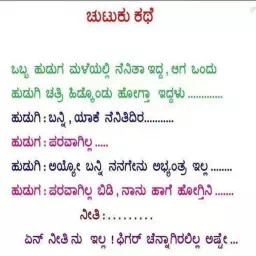 ಚುಟುಕು ಕಥೆ
ಒಬ್ಬ ಹುಡುಗ ಮಳೆಯಲ್ಲಿ ನೆನಿತಾ ಇದ್ದ , ಆಗ ಒಂದು
ಹುಡುಗಿ ಚತ್ರಿ ಹಿಡ್ಕೊಂಡು ಹೋಗ್ತಾ ಇದ್ದಳು .............
ಹುಡುಗಿ : ಬನ್ನಿ , ಯಾಕೆ ನೆನಿತಿದಿರ...........
ಹುಡುಗ : ಪರವಾಗಿಲ್ಲ .....
ಹುಡುಗಿ : ಅಯ್ಯೋ ಬನ್ನಿ ನನಗೇನು ಅಭ್ಯಂತ್ರ ಇಲ್ಲ ........
ಹುಡುಗ : ಪರವಾಗಿಲ್ಲ ಬಿಡಿ , ನಾನು ಹಾಗೆ ಹೋಗ್ತಿನಿ .......
ನೀತಿ : . . . . . . . . .
ಏನ್ ನೀತಿ ನು ಇಲ್ಲ ! ಫಿಗರ್ ಚೆನ್ನಾಗಿರಲಿಲ್ಲ ಅಷ್ಟೇ ...